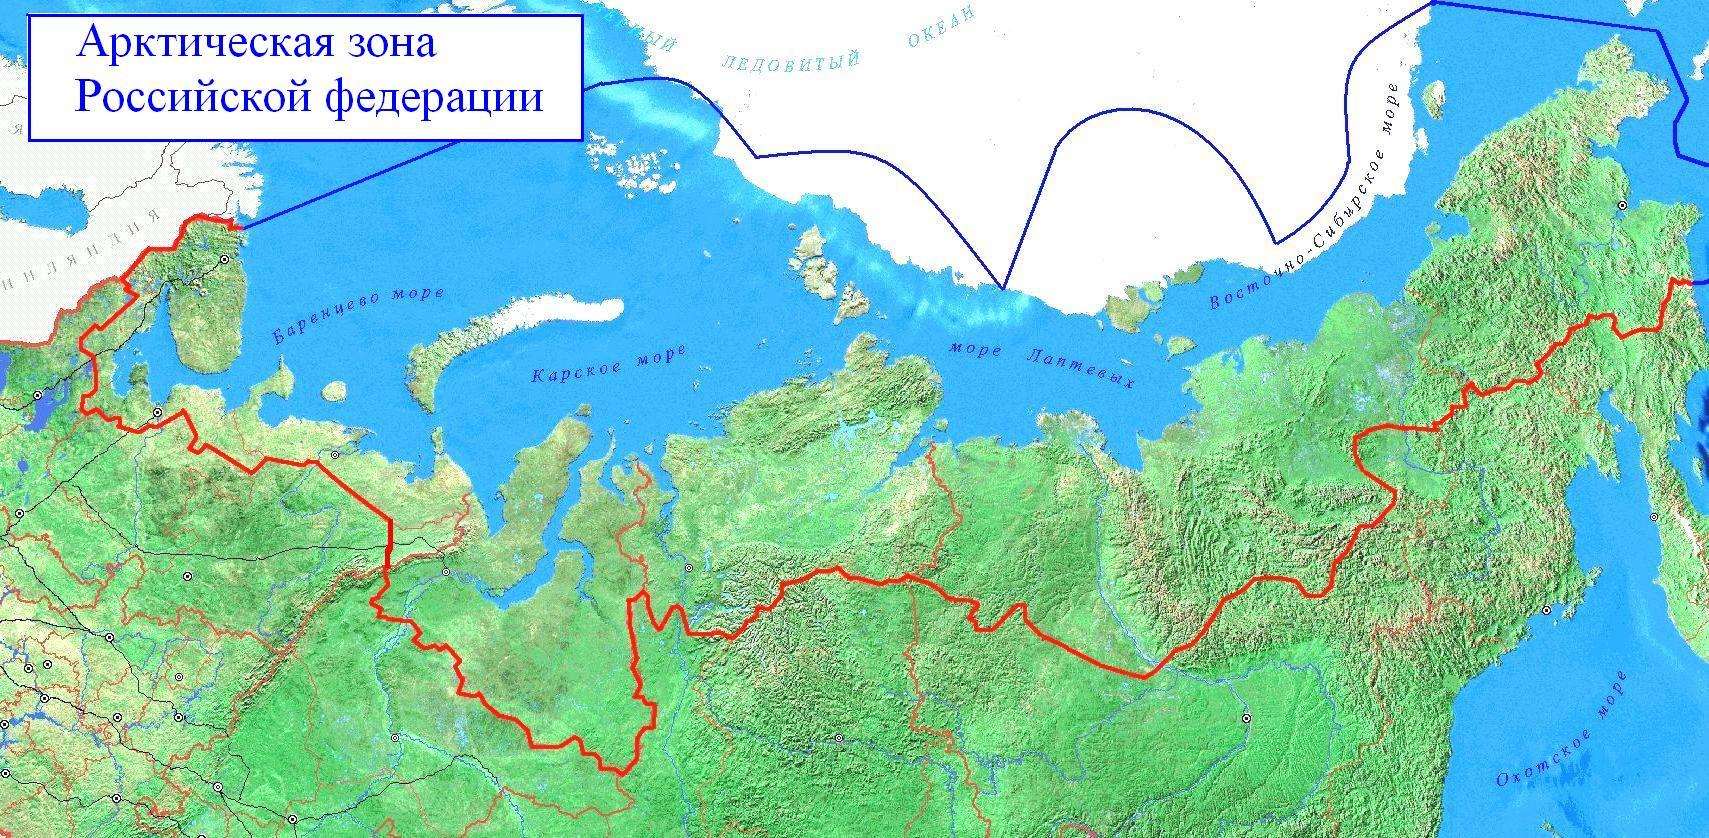 Арктическая зона
Российской федерации
ЛЕДОВИТЫЙ ОКЕАН
Баренцево море
Карское море
море Лаптевых
Восточно-Сибирское море
Охотское море